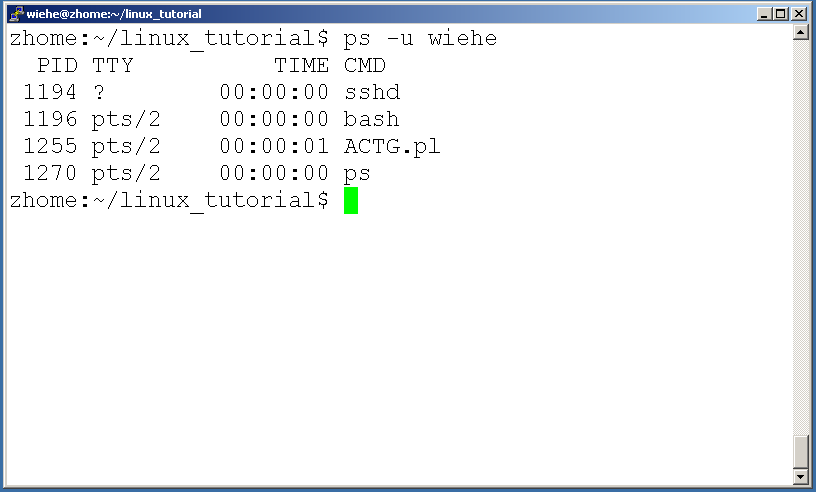 wiehe@zhome:~/linux_tutorial
zhome:~/linux_tutorial$ ps -u wiehe
  PID TTY          TIME CMD
 1194 ?        00:00:00 sshd
 1196 pts/2    00:00:00 bash
 1255 pts/2    00:00:01 ACTG.pl
 1270 pts/2    00:00:00 ps
zhome:~/linux_tutorial$